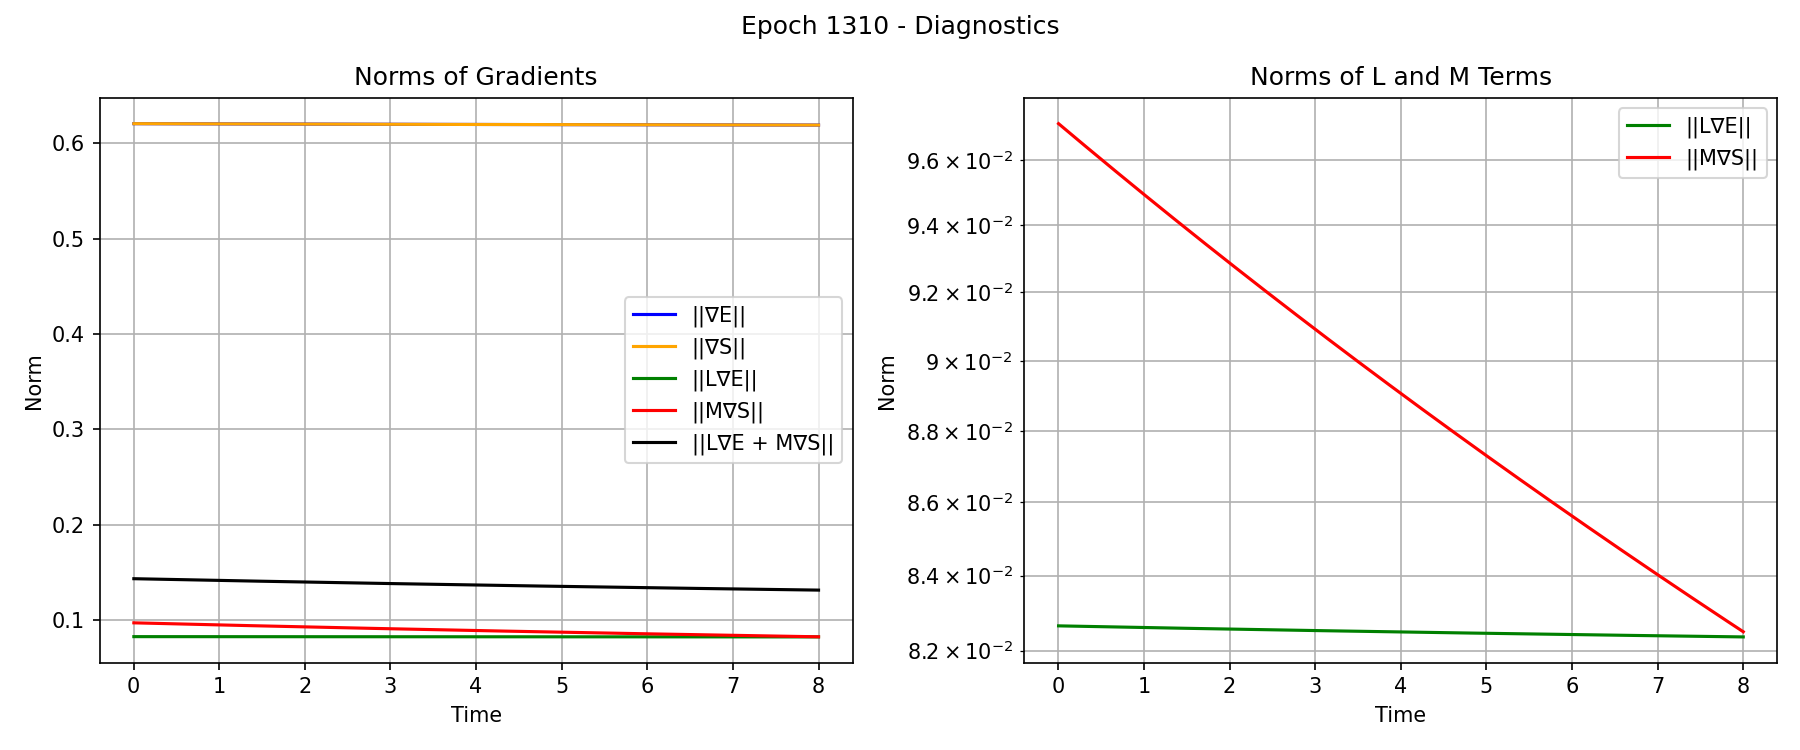 Epoch 1310 - Diagnostics
Norms of Gradients
0.6
0.5
0.4
0.3
0.2
0.1
Norm
||∇E||
||∇S||
||L∇E||
||M∇S||
||L∇E + M∇S||
0 1 2 3 4 5 6 7 8
Time
Norms of L and M Terms
9.6 × 10⁻²
9.4 × 10⁻²
9.2 × 10⁻²
9 × 10⁻²
8.8 × 10⁻²
8.6 × 10⁻²
8.4 × 10⁻²
8.2 × 10⁻²
Norm
||L∇E||
||M∇S||
0 1 2 3 4 5 6 7 8
Time